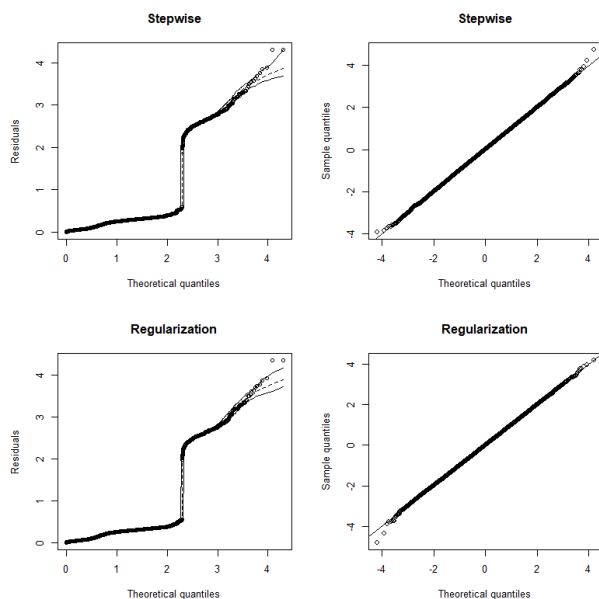 Stepwise
4
3
2
1
0
Residuals
0 1 2 3 4
Theoretical quantiles
Stepwise
4
2
0
-2
-4
Sample quantiles
-4 -2 0 2 4
Theoretical quantiles
Regularization
4
3
2
1
0
Residuals
0 1 2 3 4
Theoretical quantiles
Regularization
4
2
0
-2
-4
Sample quantiles
-4 -2 0 2 4
Theoretical quantiles